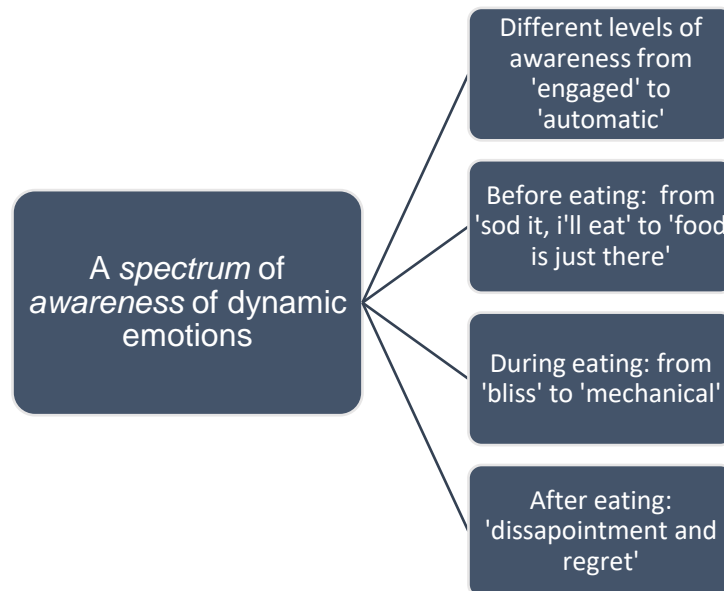 A spectrum of
awareness of dynamic
emotions
Different levels of
awareness from
'engaged' to
'automatic'
Before eating:  from
'sod it, i'll eat' to 'food
is just there'
During eating: from
'bliss' to 'mechanical'
After eating:
'dissapointment and
regret'